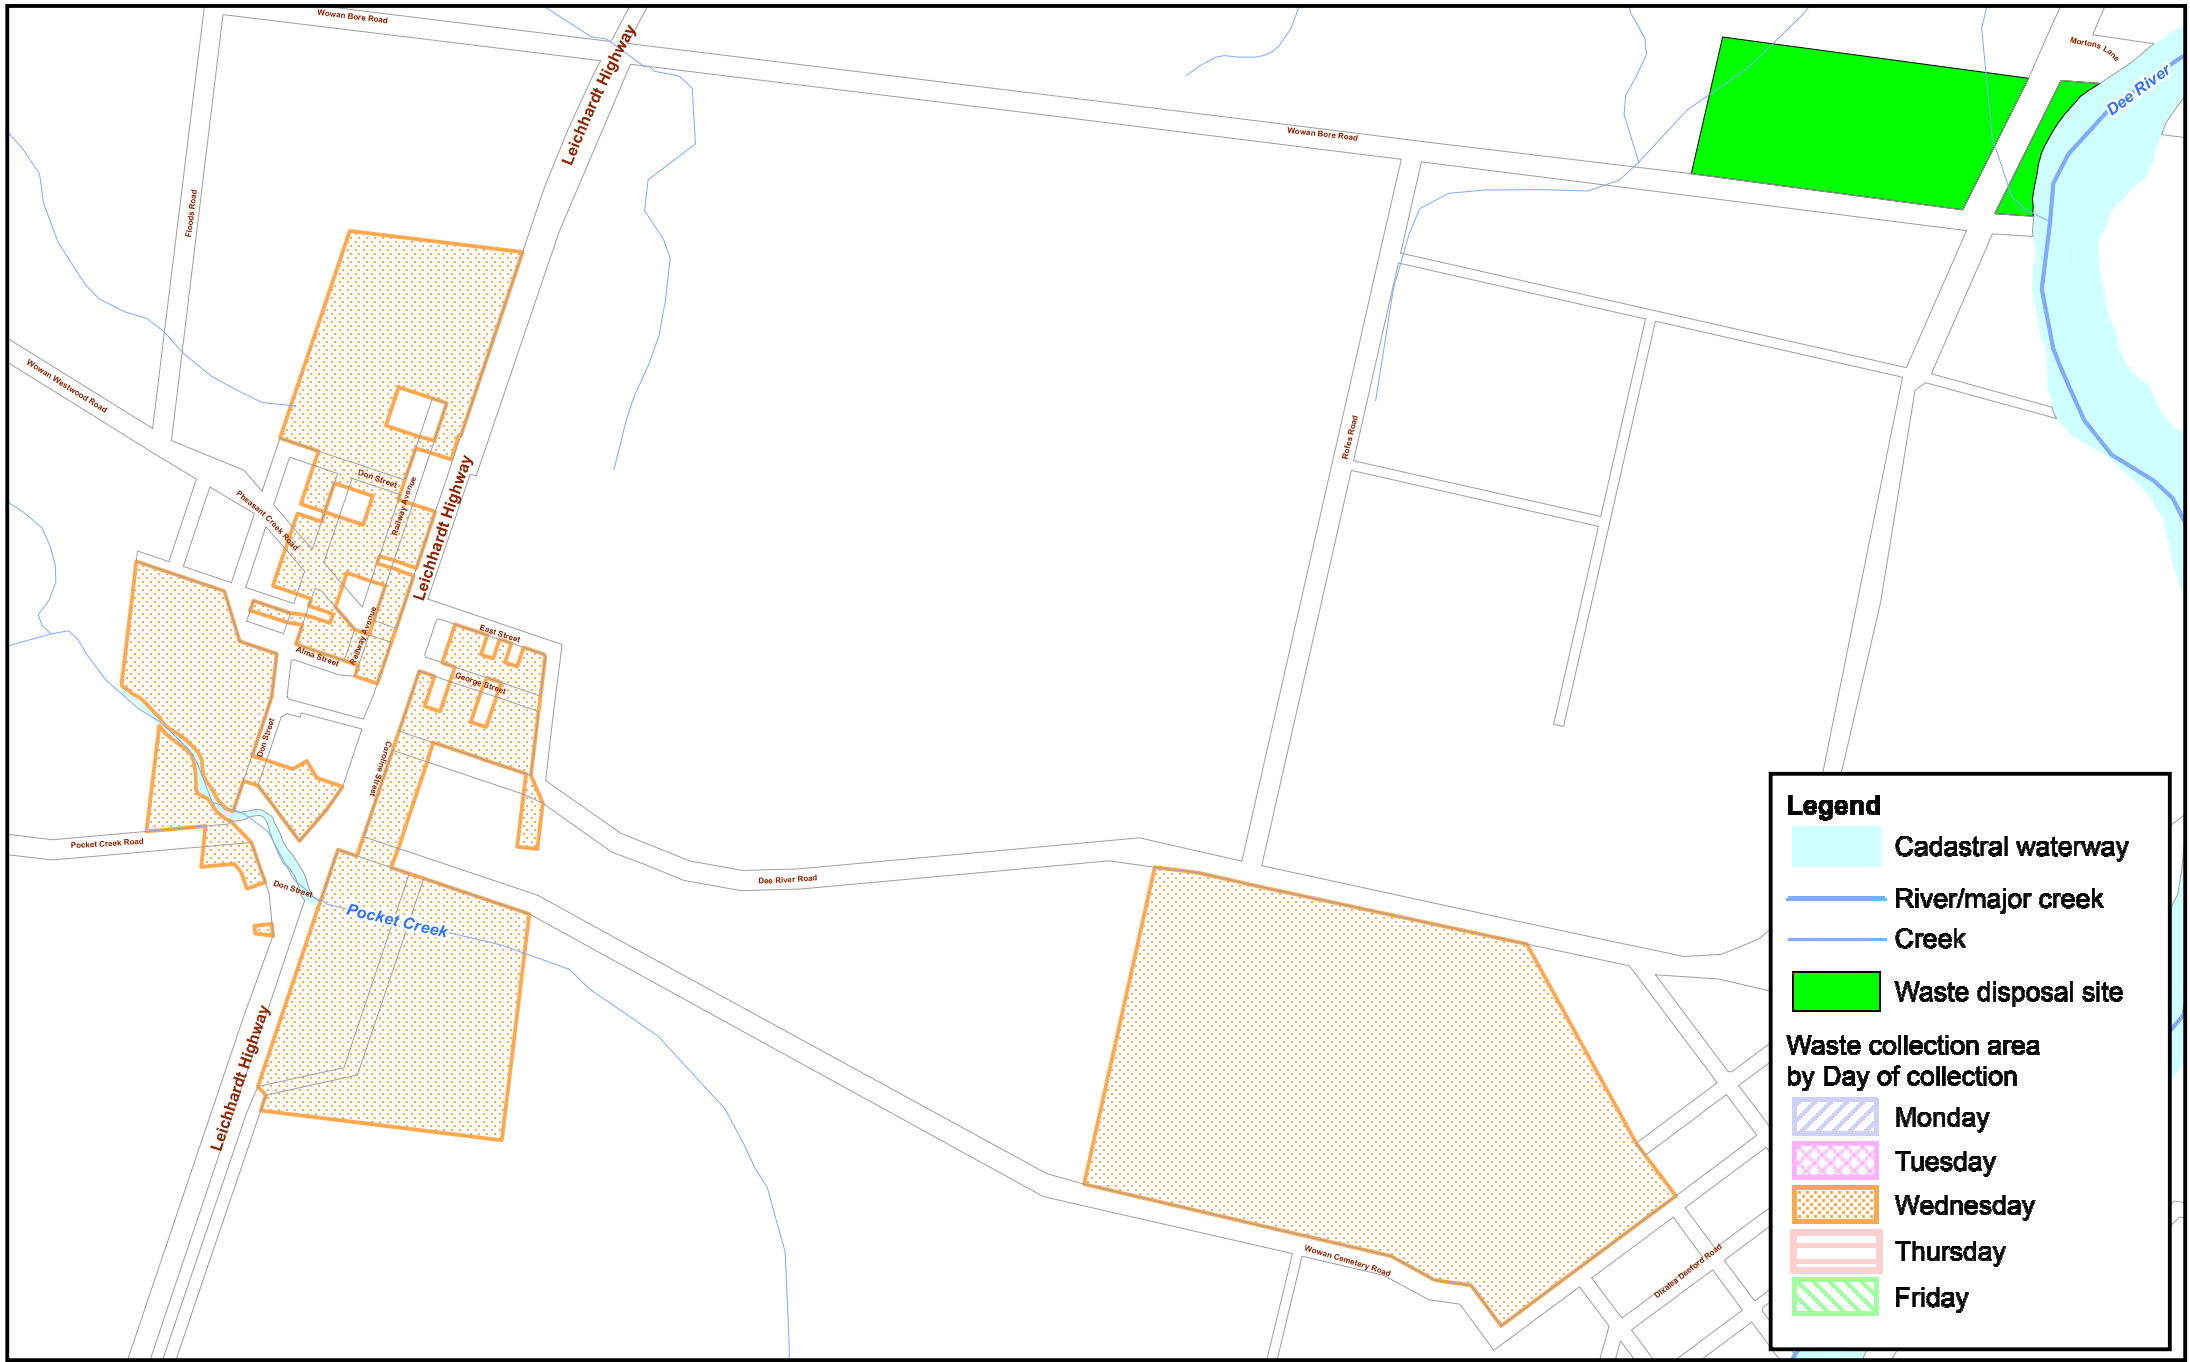 Wowan Bore Road
Leichhardt Highway
Mortons Lane
Dee River
Wowan Bore Road
Floods Road
Wowan Westwood Road
Rofes Road
Don Street
Railway Avenue
Pheasant Creek Road
Leichhardt Highway
East Street
Railway Avenue
Alma Street
George Street
Don Street
Caroline Street
Pocket Creek Road
Dee River Road
Don Street
Pocket Creek
Leichhardt Highway
Wowan Cemetery Road
Dixalea Deeford Road
Legend
Cadastral waterway
River/major creek
Creek
Waste disposal site
Waste collection area
by Day of collection
Monday
Tuesday
Wednesday
Thursday
Friday